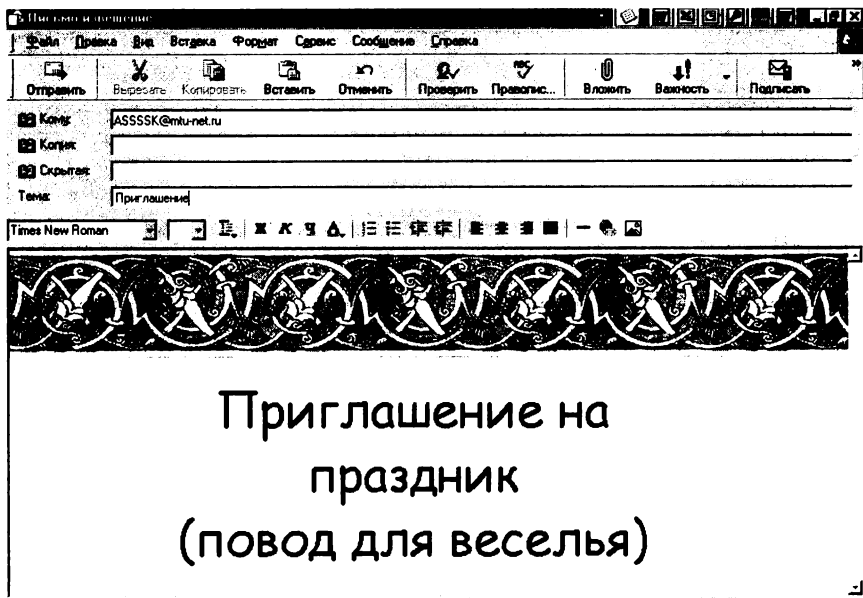 Письмо и вещение
Файл Правка Вид Вставка Формат Сервис Сообщение Справка
Отправить Вырезать Копировать Вставить Отменить Проверить Правопис... Вложить Важность Подписать
Кому: ASSSSK@mtu-net.ru
Копия:
Скрытая:
Тема: Приглашение
Times New Roman Ж К Ч А
Приглашение на
праздник
(повод для веселья)